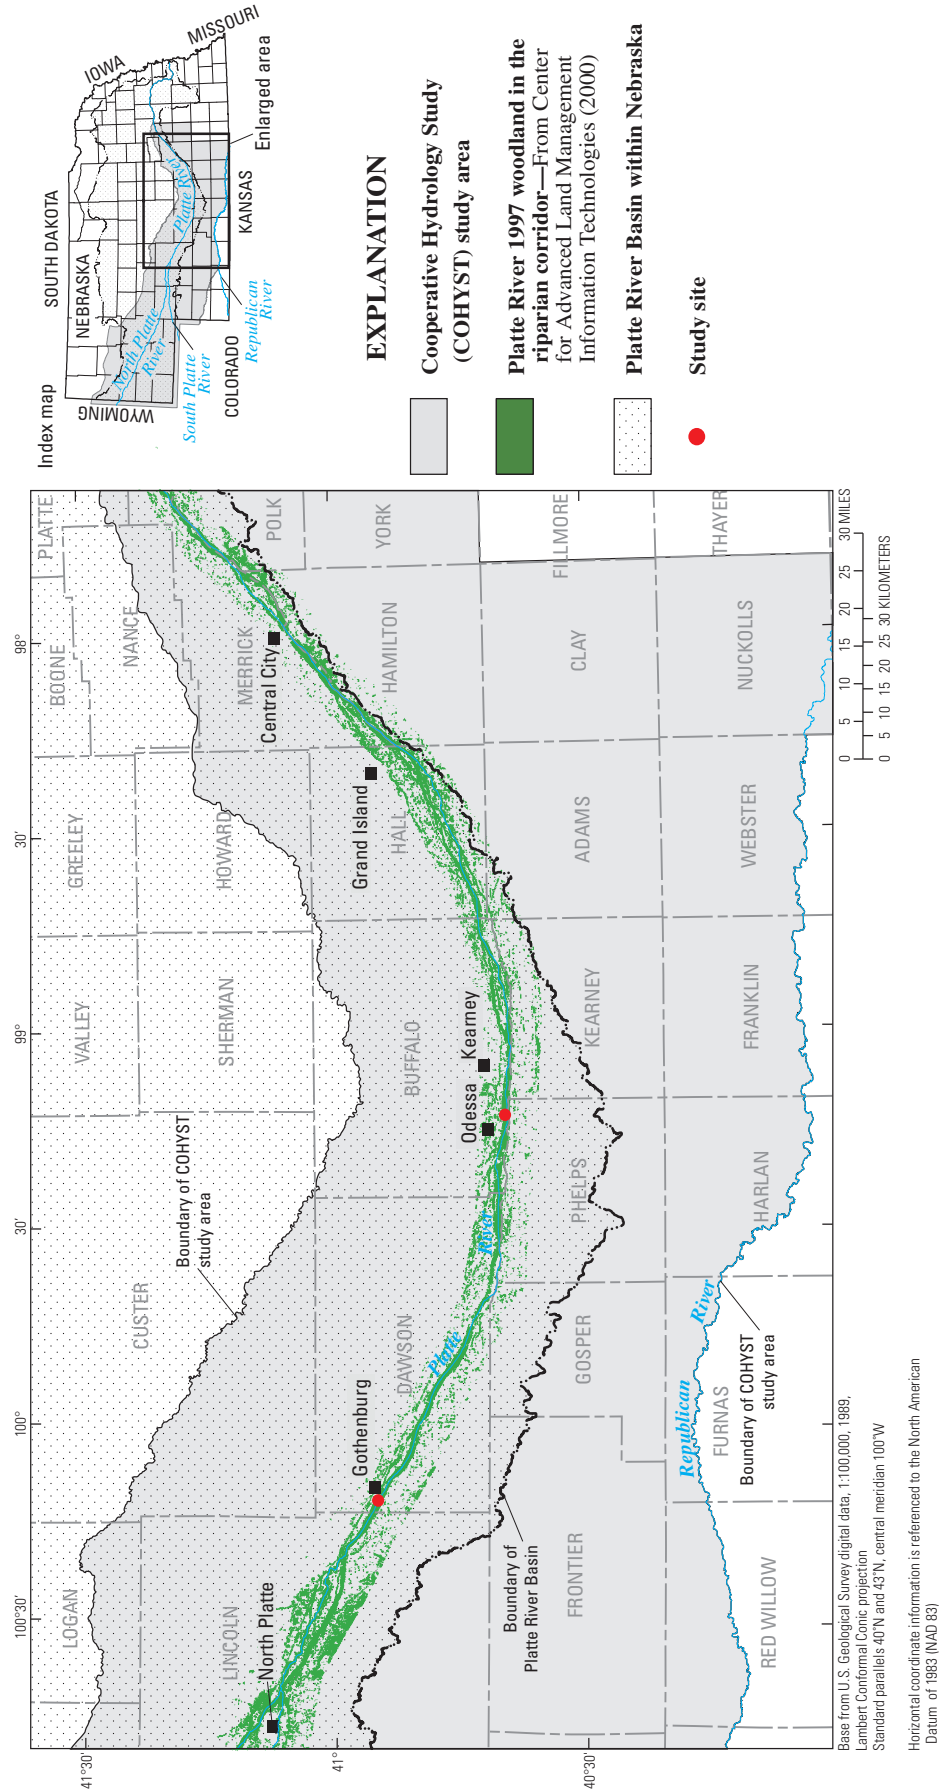 41°30'
41°
40°30'
100°30'
100°
30'
99°
30'
98°
LOGAN
CUSTER
VALLEY
GREELEY
BOONE
PLATTE
NANCE
SHERMAN
HOWARD
MERRICK
POLK
LINCOLN
DAWSON
BUFFALO
HALL
HAMILTON
YORK
FRONTIER
GOSPER
PHELPS
KEARNEY
ADAMS
CLAY
FILLMORE
RED WILLOW
FURNAS
HARLAN
FRANKLIN
WEBSTER
NUCKOLLS
THAYER
North Platte
Gothenburg
Odessa
Kearney
Grand Island
Central City
Platte
River
Republican
River
Boundary of COHYST
study area
Boundary of
Platte River Basin
Boundary of COHYST
study area
Base from U.S. Geological Survey digital data, 1:100,0000, 1989,
Lambert Conformal Conic projection
Standard parallels 40°N and 43°N, central meridian 100°W
Horizontal coordinate information is referenced to the North American
Datum of 1983 (NAD 83)
0 5 10 15 20 25 30 MILES
0 5 10 15 20 25 30 KILOMETERS
Index map
SOUTH DAKOTA
IOWA
MISSOURI
WYOMING
NEBRASKA
COLORADO
KANSAS
North Platte
River
South Platte
River
Platte River
Republican
River
Enlarged area
EXPLANATION
Cooperative Hydrology Study
(COHYST) study area
Platte River 1997 woodland in the
riparian corridor—From Center
for Advanced Land Management
Information Technologies (2000)
Platte River Basin within Nebraska
Study site